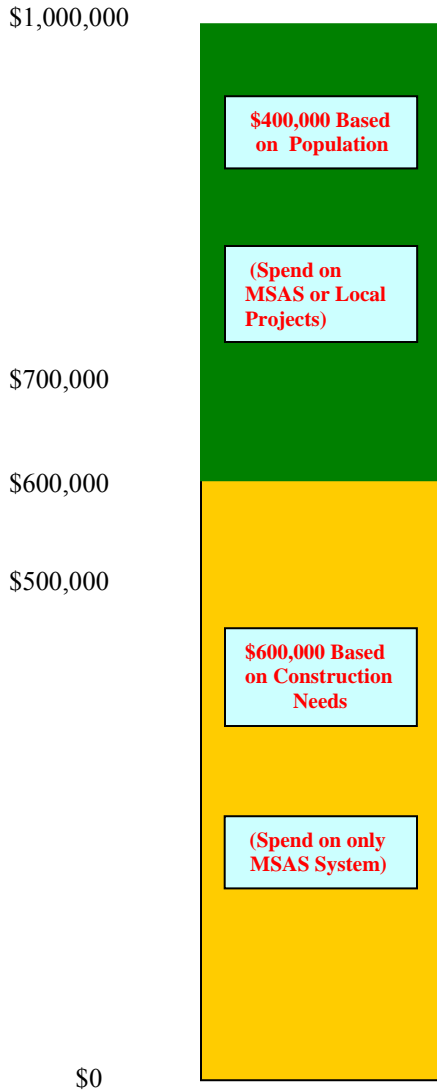 $1,000,000
$400,000 Based
on Population
(Spend on
MSAS or Local
Projects)
$700,000
$600,000
$500,000
$600,000 Based
on Construction
Needs
(Spend on only
MSAS System)
$0